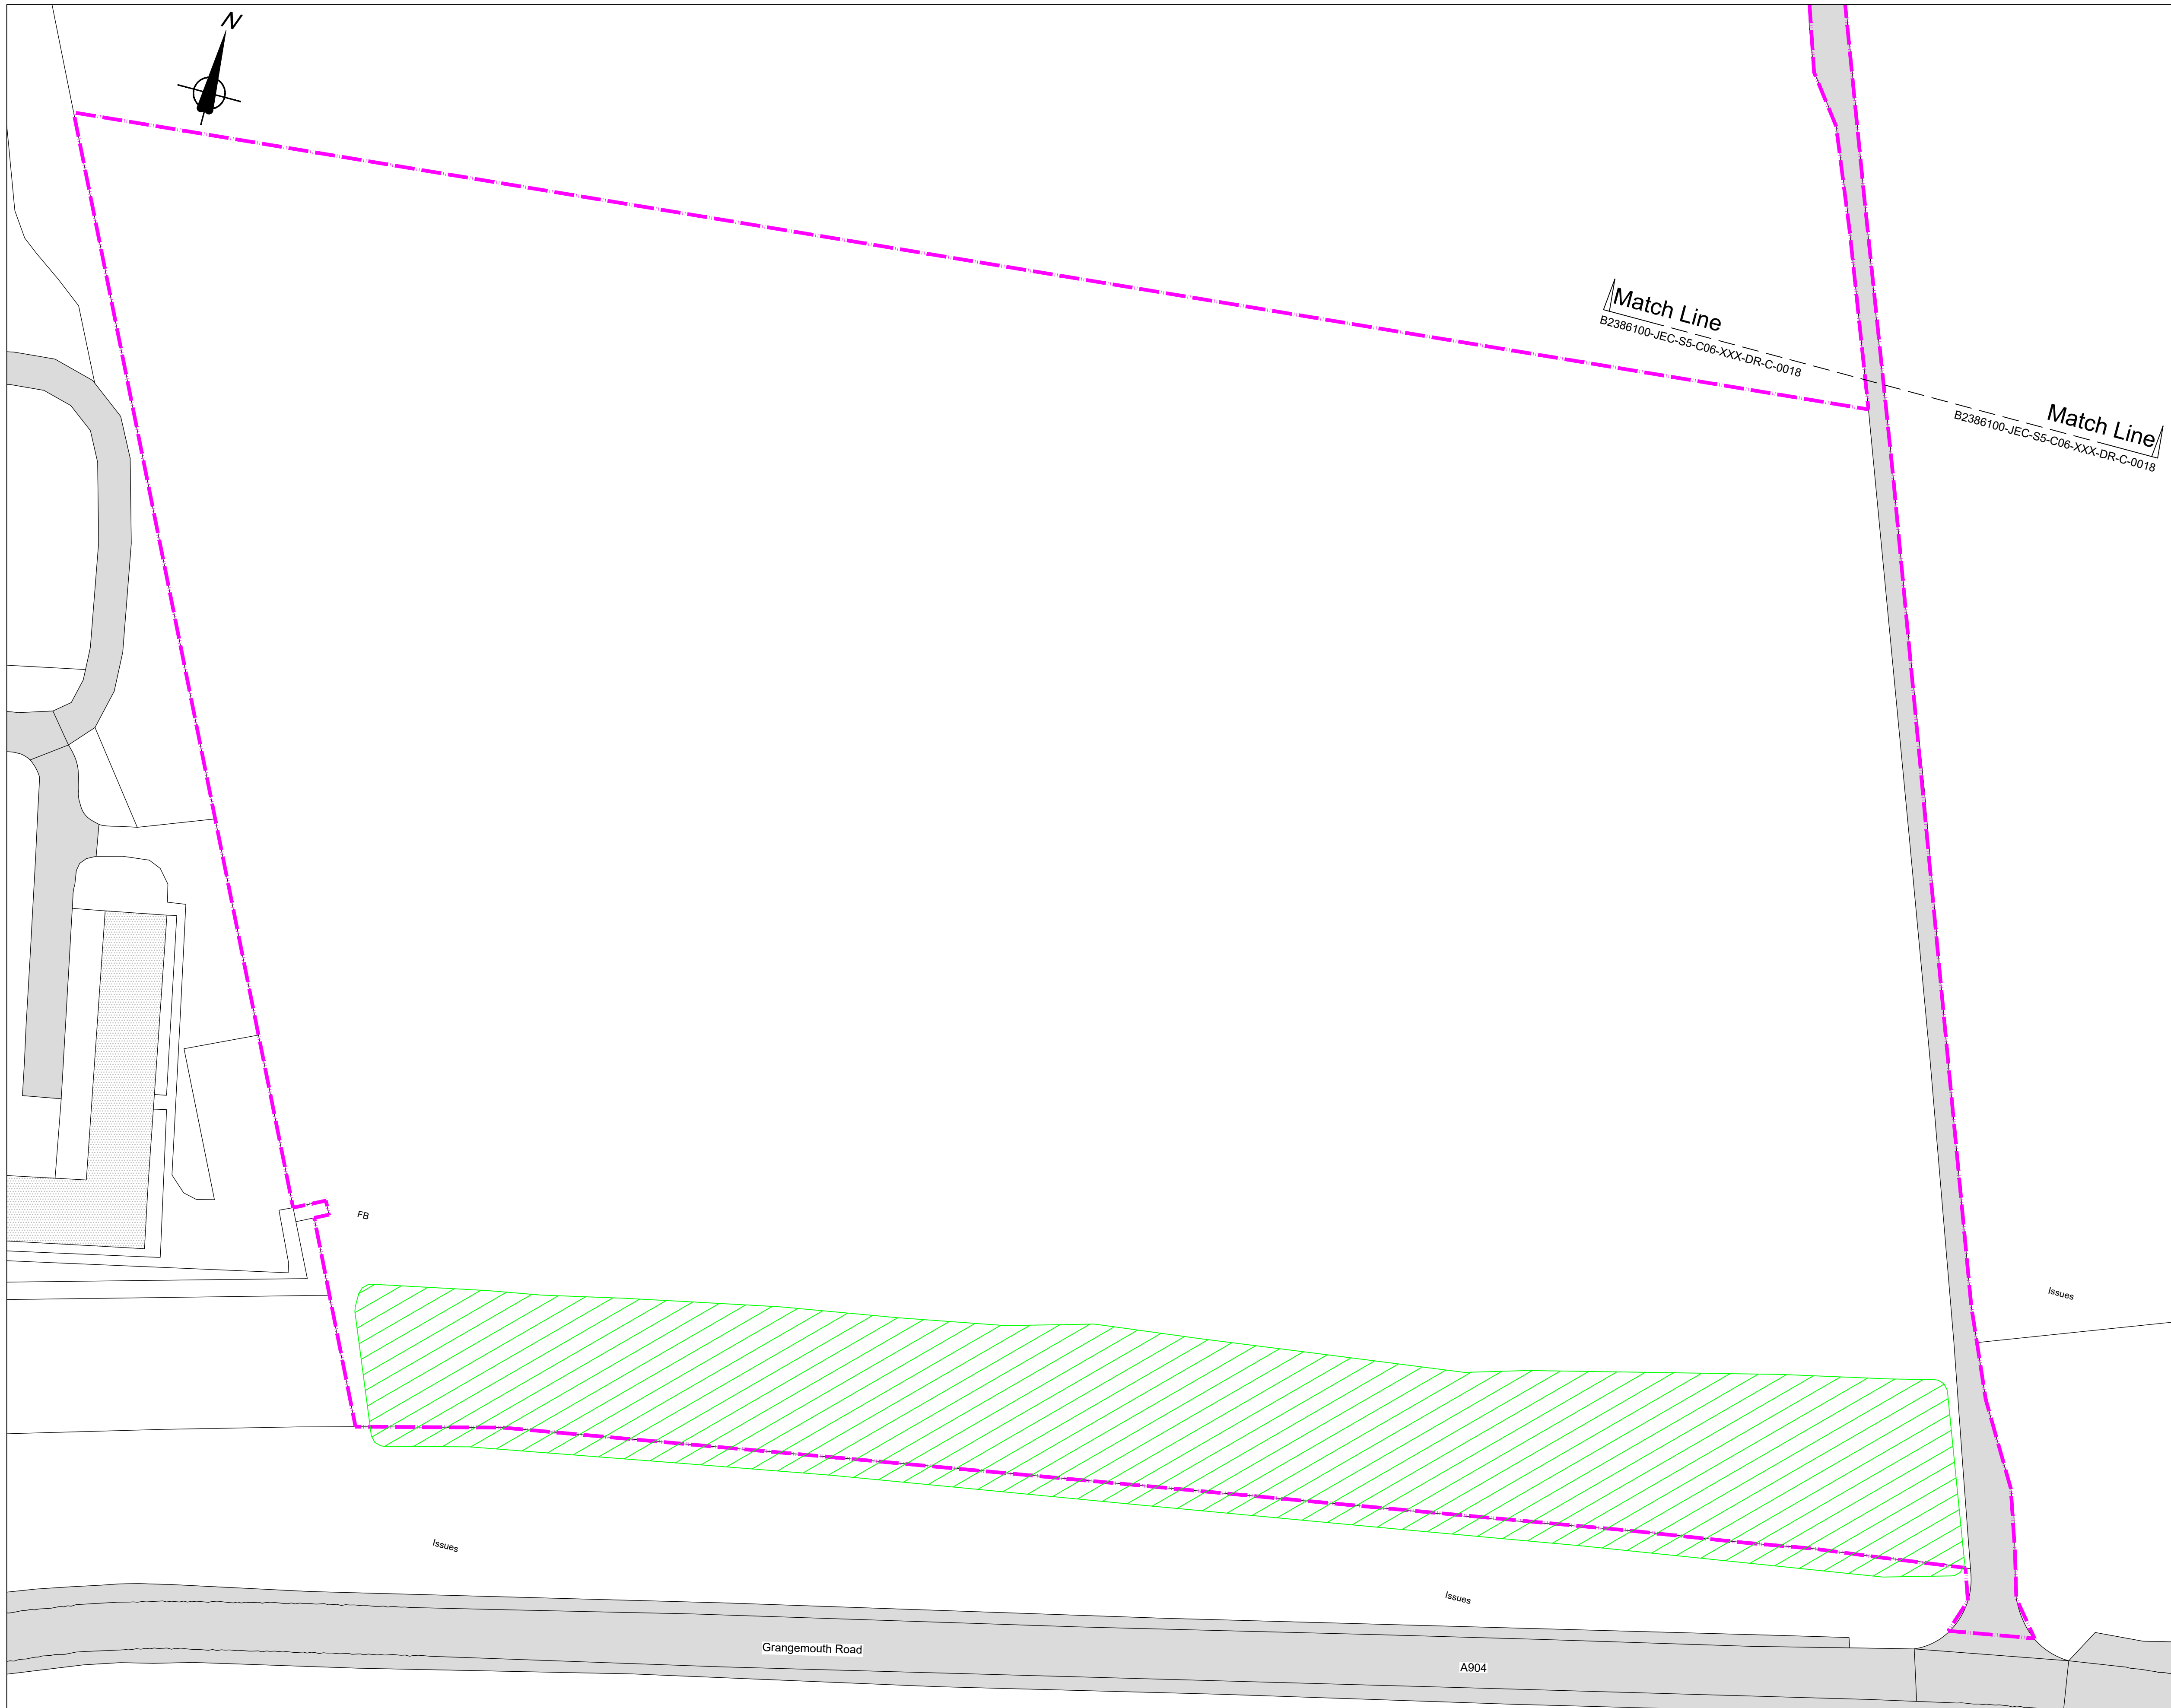 N
Match Line
B2386100-JEC-S5-C06-XXX-DR-C-0018
Match Line
B2386100-JEC-S5-C06-XXX-DR-C-0018
FB
Issues
Issues
Issues
Grangemouth Road
A904